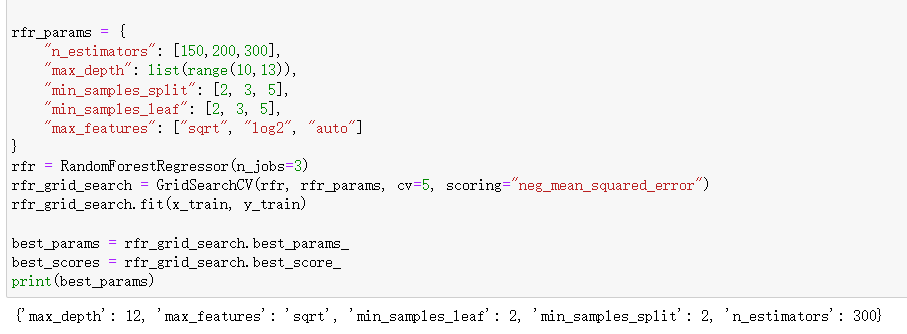 rfr_params = {
    "n_estimators": [150,200,300],
    "max_depth": list(range(10,13)),
    "min_samples_split": [2, 3, 5],
    "min_samples_leaf": [2, 3, 5],
    "max_features": ["sqrt", "log2", "auto"]
}
rfr = RandomForestRegressor(n_jobs=3)
rfr_grid_search = GridSearchCV(rfr, rfr_params, cv=5, scoring="neg_mean_squared_error")
rfr_grid_search.fit(x_train, y_train)

best_params = rfr_grid_search.best_params_
best_scores = rfr_grid_search.best_score_
print(best_params)
{'max_depth': 12, 'max_features': 'sqrt', 'min_samples_leaf': 2, 'min_samples_split': 2, 'n_estimators': 300}